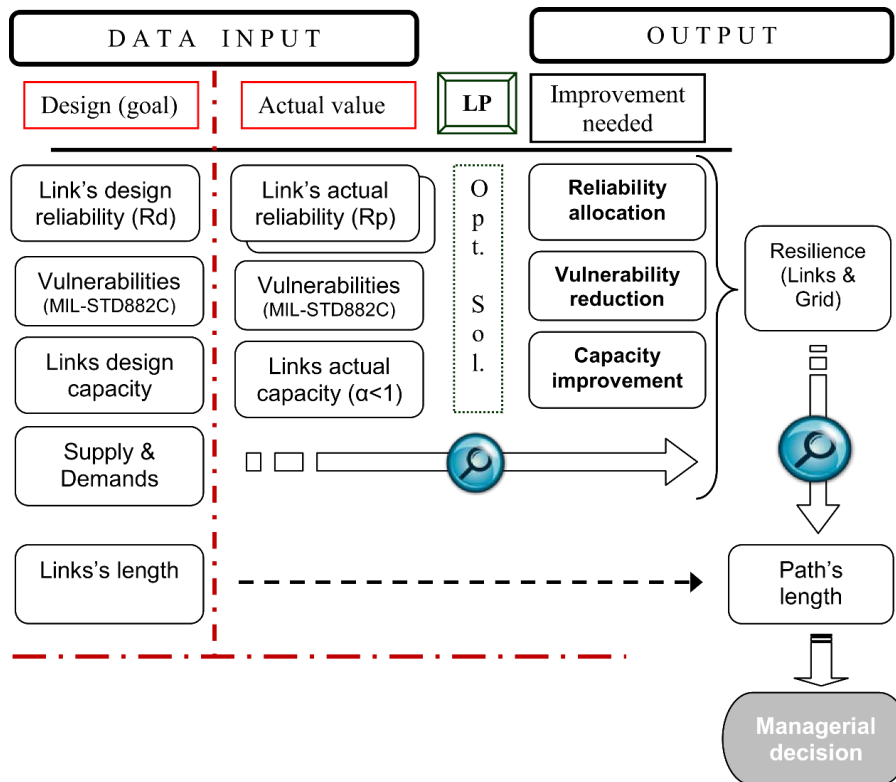 DATA INPUT
OUTPUT
Design (goal)
Actual value
LP
Improvement
needed
Link's design
reliability (Rd)
Link's actual
reliability (Rp)
Opt. Sol.
Reliability
allocation
Vulnerabilities
(MIL-STD882C)
Vulnerabilities
(MIL-STD882C)
Vulnerability
reduction
Resilience
(Links &
Grid)
Links design
capacity
Links actual
capacity (α<1)
Capacity
improvement
Supply &
Demands
Links's length
Path's
length
Managerial
decision